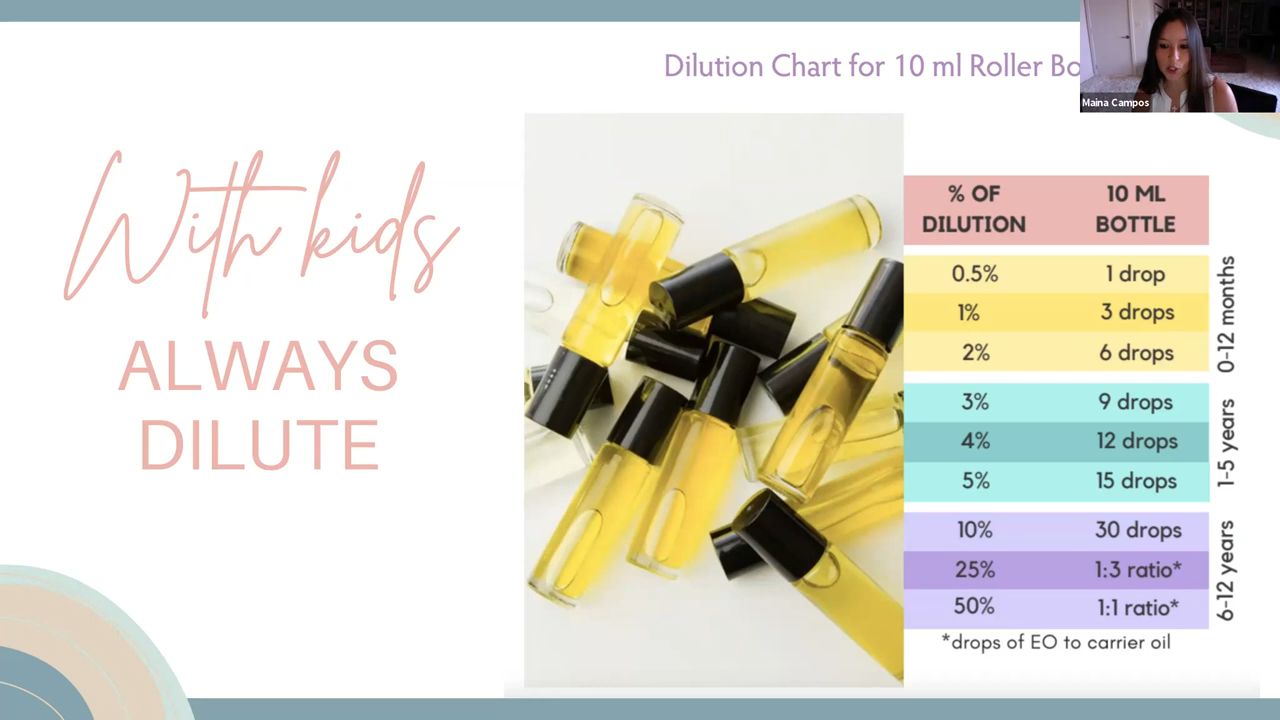 Dilution Chart for 10 ml Roller
Maina Campos
With kids
ALWAYS
DILUTE
% OF DILUTION 10 ML BOTTLE
0.5% 1 drop
1% 3 drops
2% 6 drops
0-12 months
3% 9 drops
4% 12 drops
5% 15 drops
1-5 years
10% 30 drops
25% 1:3 ratio*
50% 1:1 ratio*
6-12 years
*drops of EO to carrier oil